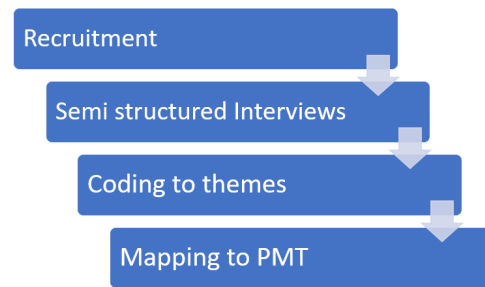 Recruitment
Semi structured Interviews
Coding to themes
Mapping to PMT